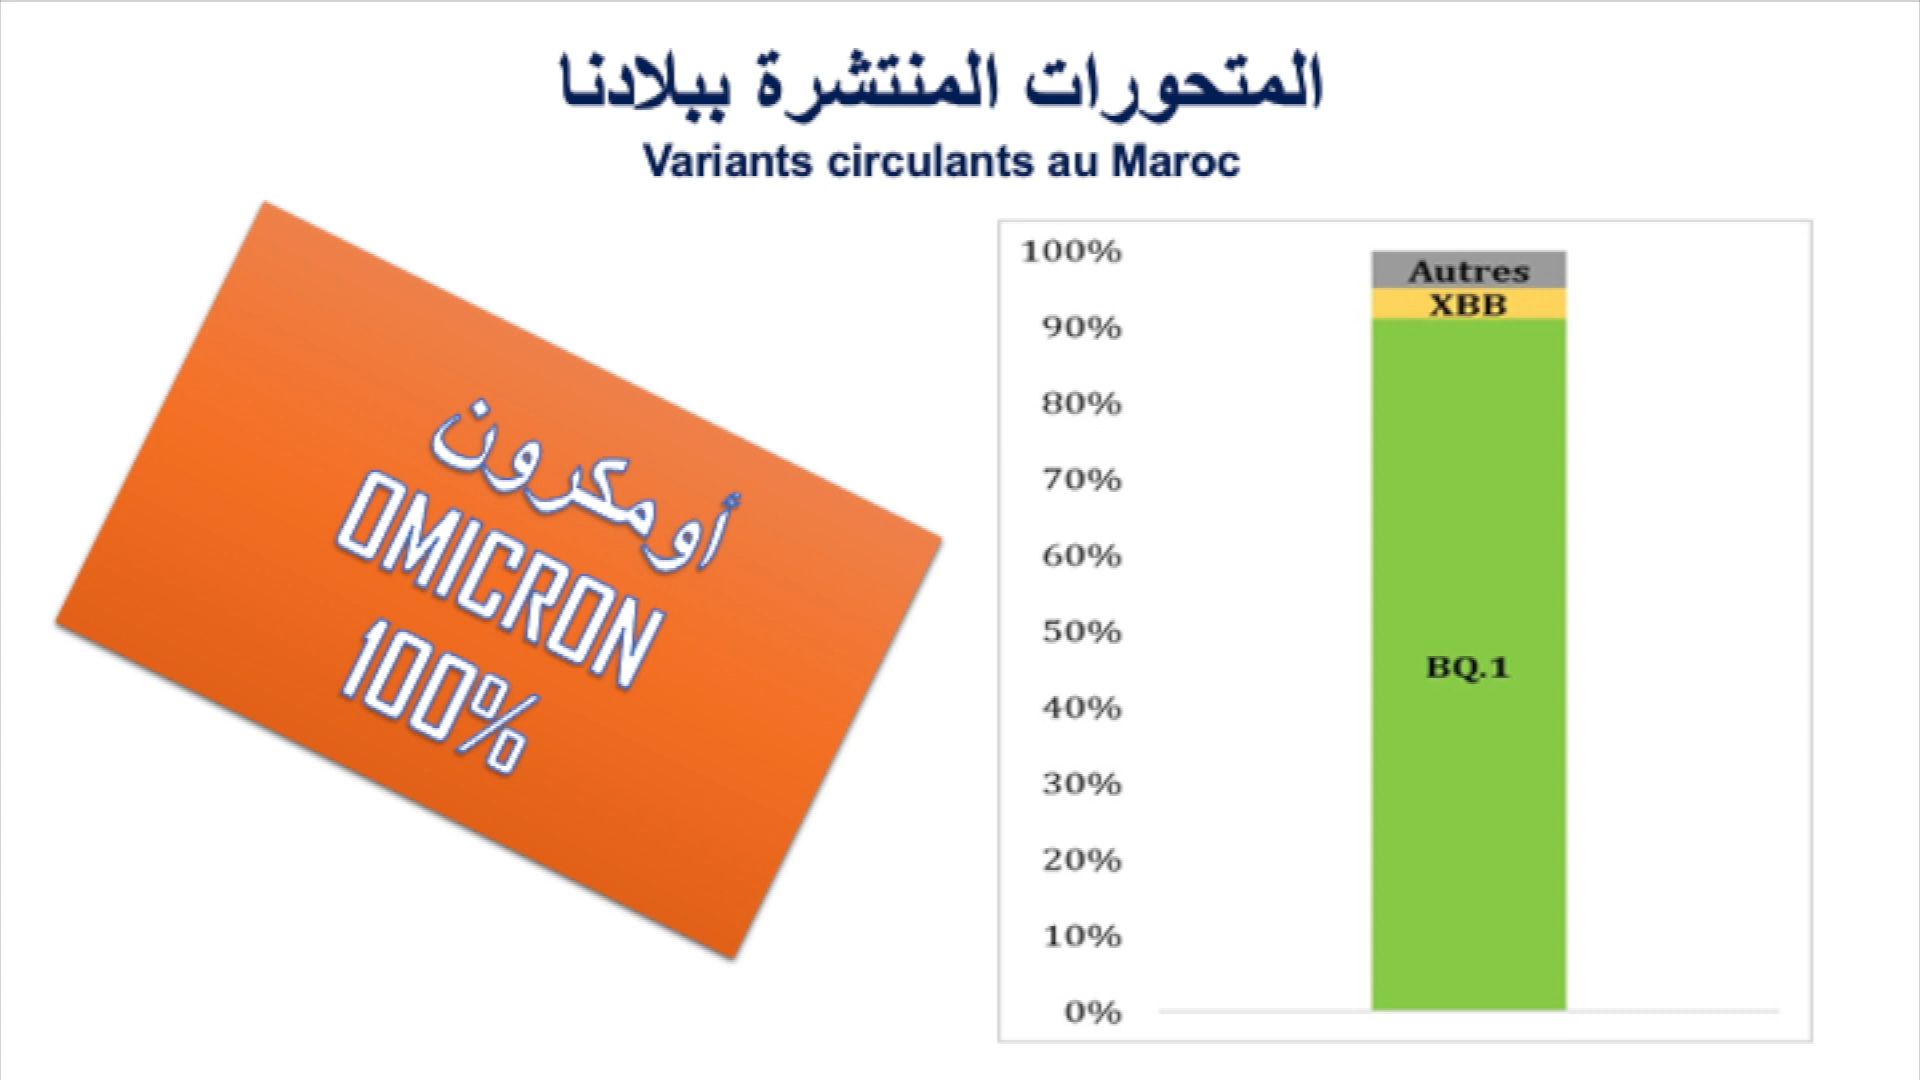 المتحورات المنتشرة ببلادنا
Variants circulants au Maroc
أومكرون
OMICRON
100%
100%
90%
80%
70%
60%
50%
40%
30%
20%
10%
0%
Autres
XBB
BQ.1